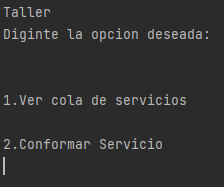 Taller
Diginte la opcion deseada:
1.Ver cola de servicios
2.Conformar Servicio